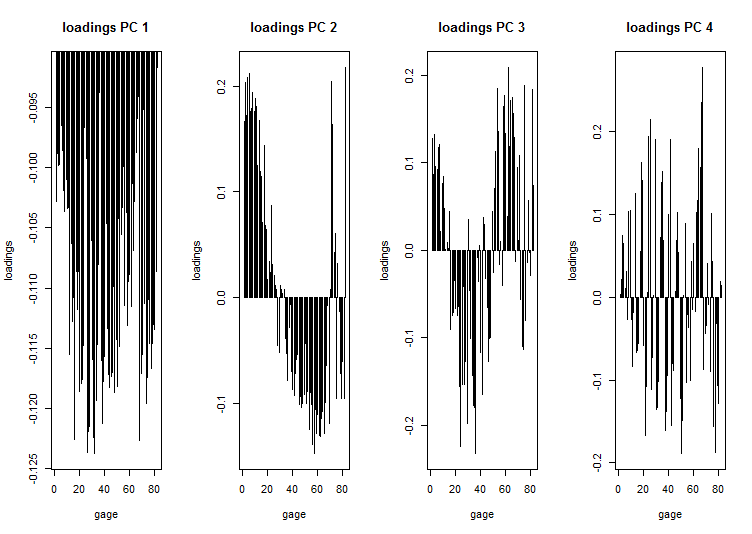 loadings PC 1
loadings PC 2
loadings PC 3
loadings PC 4
loadings
-0.095
-0.100
-0.105
-0.110
-0.115
-0.120
-0.125
0 20 40 60 80
gage
loadings
0.2
0.1
0.0
-0.1
0 20 40 60 80
gage
loadings
0.2
0.1
0.0
-0.1
-0.2
0 20 40 60 80
gage
loadings
0.2
0.1
0.0
-0.1
-0.2
0 20 40 60 80
gage